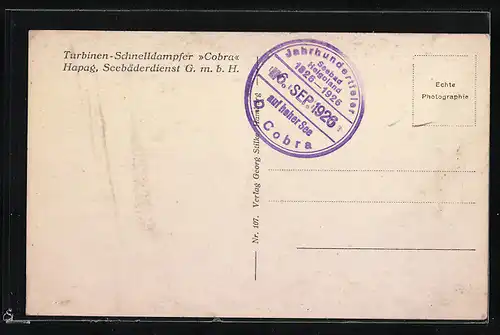 Turbinen-Schnelldampfer »Cobra«
Hapag, Seebäderdienst G. m. b. H.
Jahrhundertfeier
Seebad
Helgoland
1826–1926
6. SEP. 1926
auf hoher See
D. Cobra
Echte
Photographie
Nr. 107. Verlag Georg Stilke, Hamburg